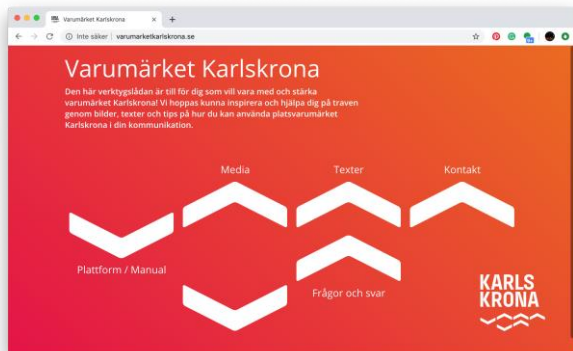 Varumärket Karlskrona
Inte säker | varumarketkarlskrona.se
Varumärket Karlskrona
Den här verktygslådan är till för dig som vill vara med och stärka
varumärket Karlskrona! Vi hoppas kunna inspirera och hjälpa dig på traven
genom bilder, texter och tips på hur du kan använda platsvarumärket
Karlskrona i din kommunikation.
Media
Texter
Kontakt
Plattform / Manual
Frågor och svar
KARLS
KRONA